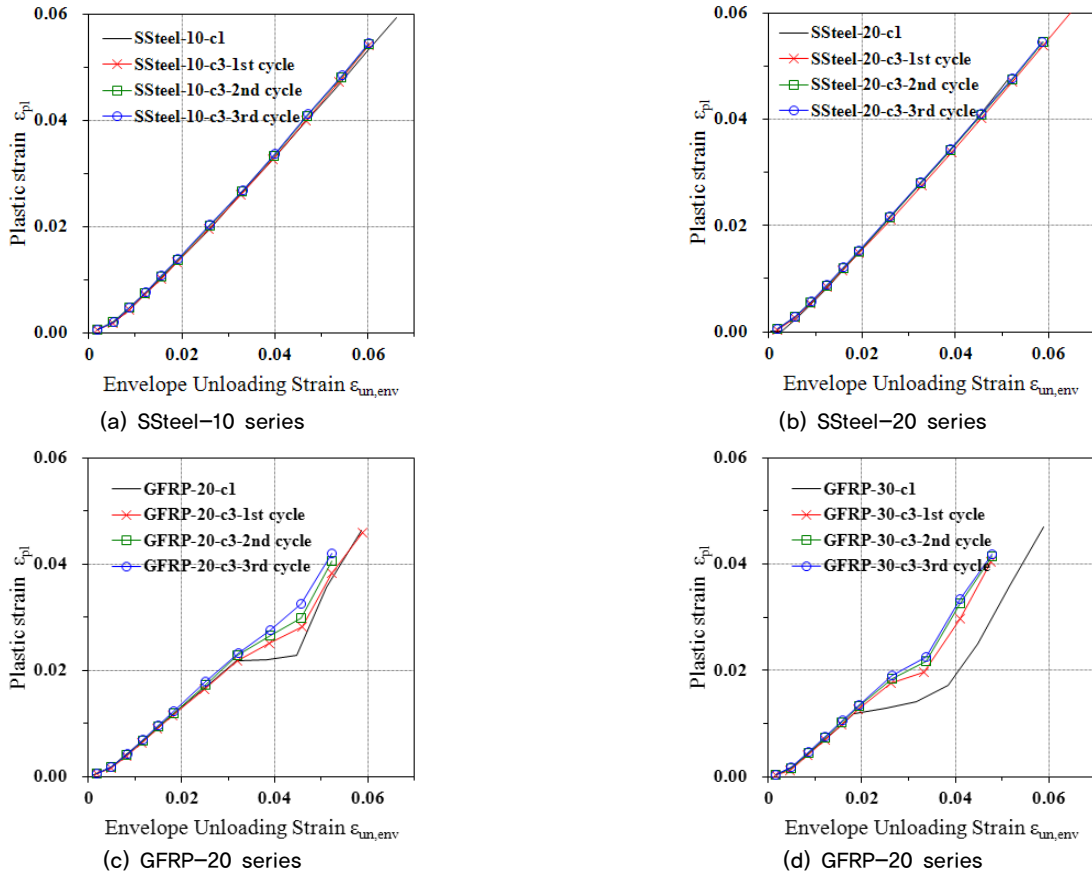 0.06
SSteel-10-c1
SSteel-10-c3-1st cycle
SSteel-10-c3-2nd cycle
SSteel-10-c3-3rd cycle
0.04
Plastic strain εpl
0.02
0.00
0 0.02 0.04 0.06
Envelope Unloading Strain εun,env
(a) SSteel-10 series
0.06
SSteel-20-c1
SSteel-20-c3-1st cycle
SSteel-20-c3-2nd cycle
SSteel-20-c3-3rd cycle
0.04
Plastic strain εpl
0.02
0.00
0 0.02 0.04 0.06
Envelope Unloading Strain εun,env
(b) SSteel-20 series
0.06
GFRP-20-c1
GFRP-20-c3-1st cycle
GFRP-20-c3-2nd cycle
GFRP-20-c3-3rd cycle
0.04
Plastic strain εpl
0.02
0.00
0 0.02 0.04 0.06
Envelope Unloading Strain εun,env
(c) GFRP-20 series
0.06
GFRP-30-c1
GFRP-30-c3-1st cycle
GFRP-30-c3-2nd cycle
GFRP-30-c3-3rd cycle
0.04
Plastic strain εpl
0.02
0.00
0 0.02 0.04 0.06
Envelope Unloading Strain εun,env
(d) GFRP-20 series